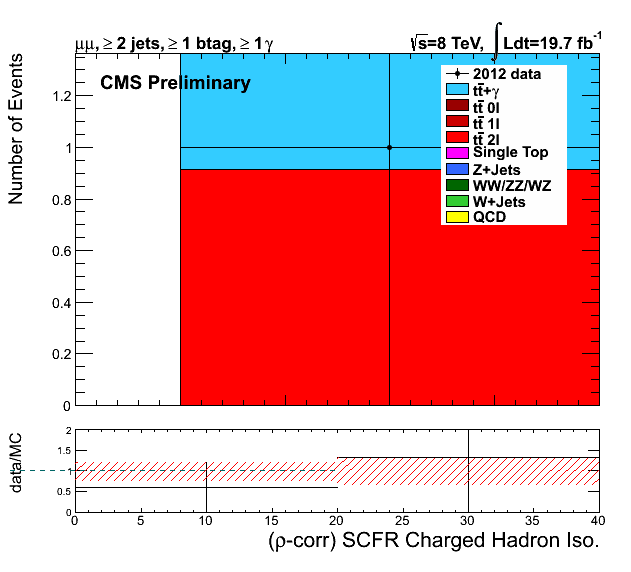 μμ, ≥ 2 jets, ≥ 1 btag, ≥ 1 γ
√s=8 TeV, ∫ Ldt=19.7 fb⁻¹
CMS Preliminary
2012 data
tt̄+γ
tt̄ 0l
tt̄ 1l
tt̄ 2l
Single Top
Z+Jets
WW/ZZ/WZ
W+Jets
QCD
Number of Events
1.2
1
0.8
0.6
0.4
0.2
0
data/MC
2
1.5
1
0.5
0
0 5 10 15 20 25 30 35 40
(ρ-corr) SCFR Charged Hadron Iso.